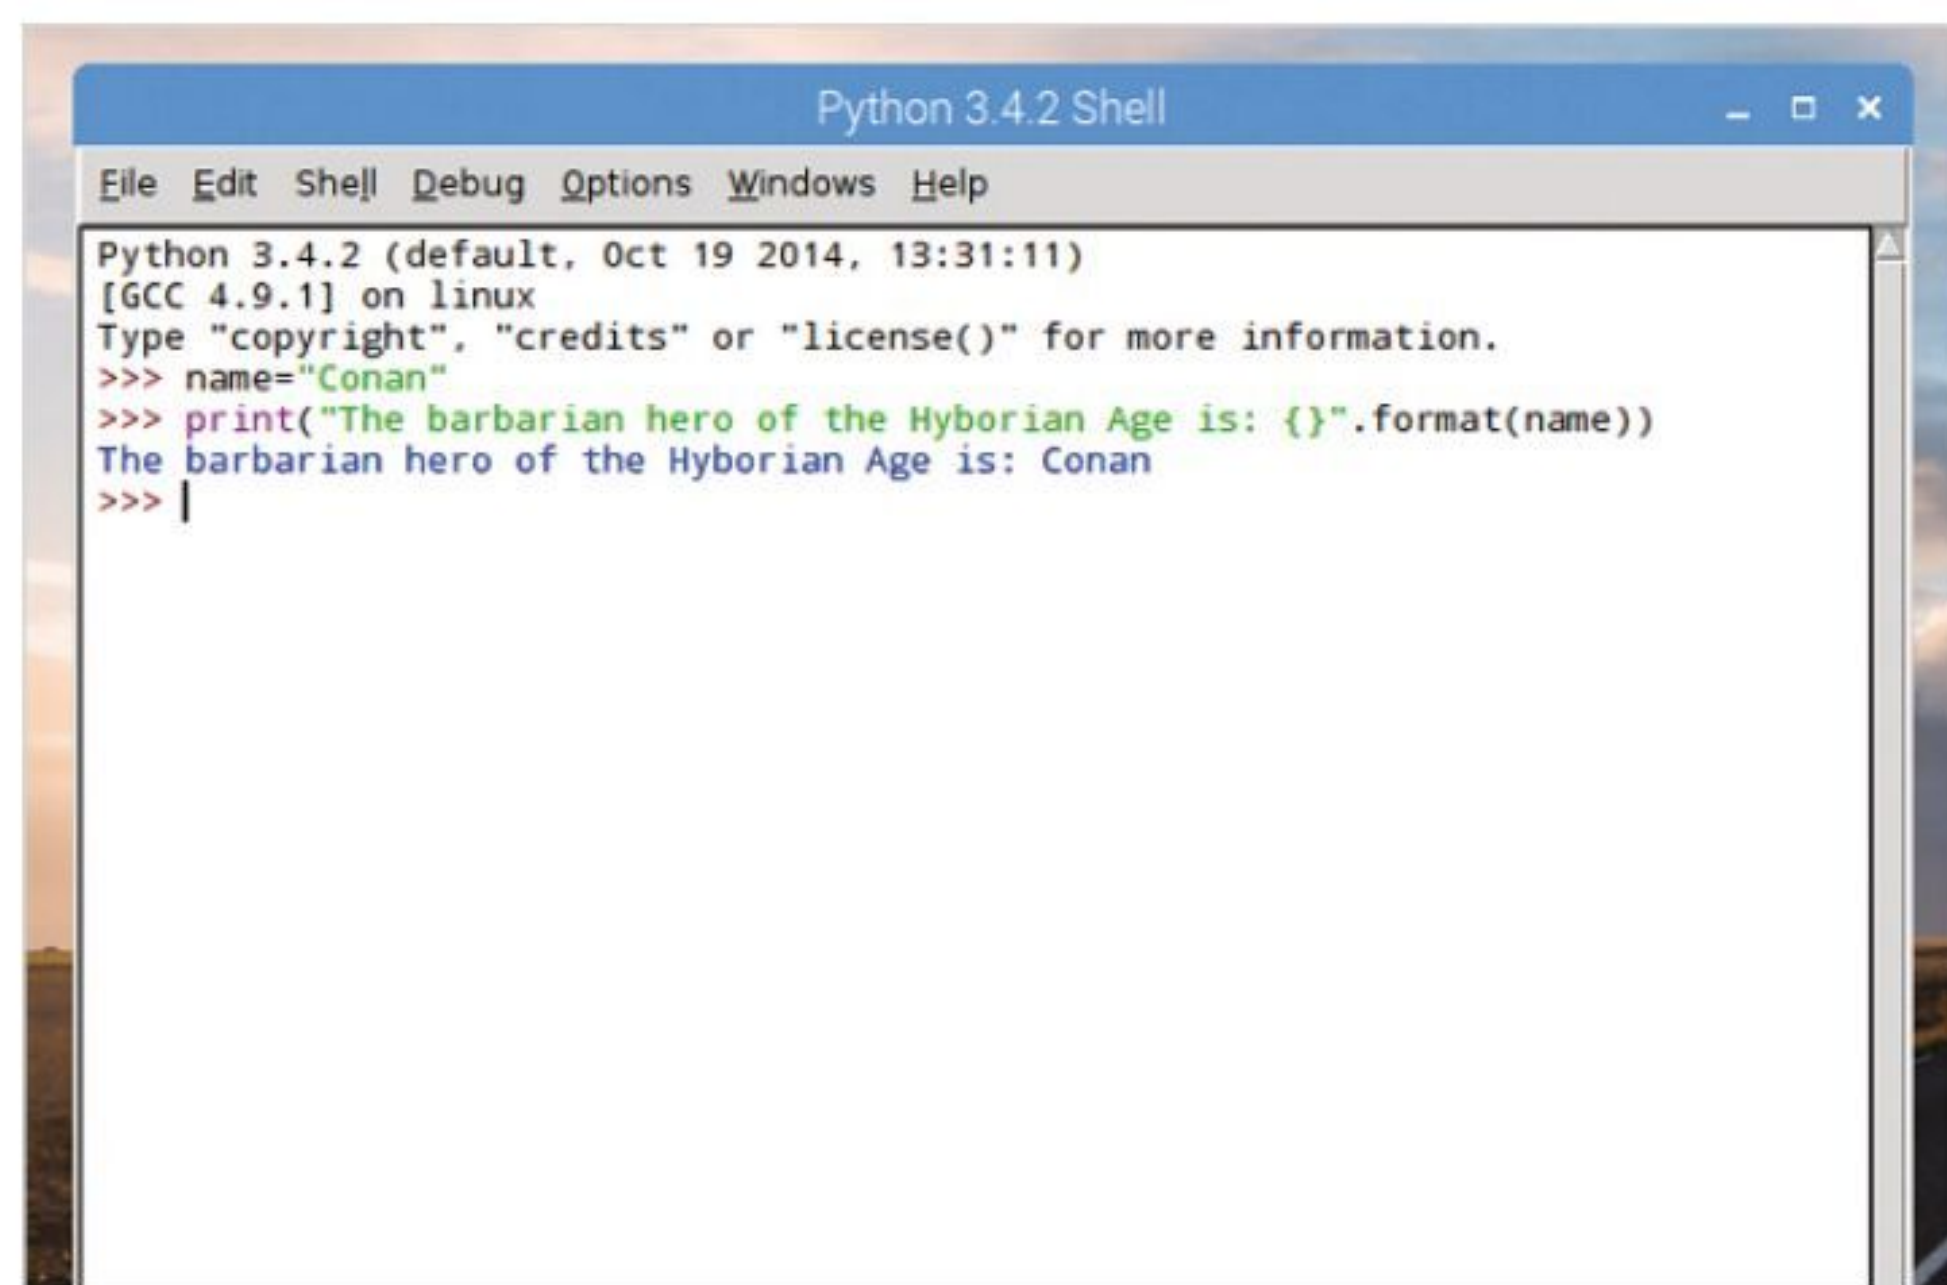 Python 3.4.2 Shell
File Edit Shell Debug Options Windows Help
Python 3.4.2 (default, Oct 19 2014, 13:31:11)
[GCC 4.9.1] on linux
Type "copyright", "credits" or "license()" for more information.
>>> name="Conan"
>>> print("The barbarian hero of the Hyborian Age is: {}".format(name))
The barbarian hero of the Hyborian Age is: Conan
>>>